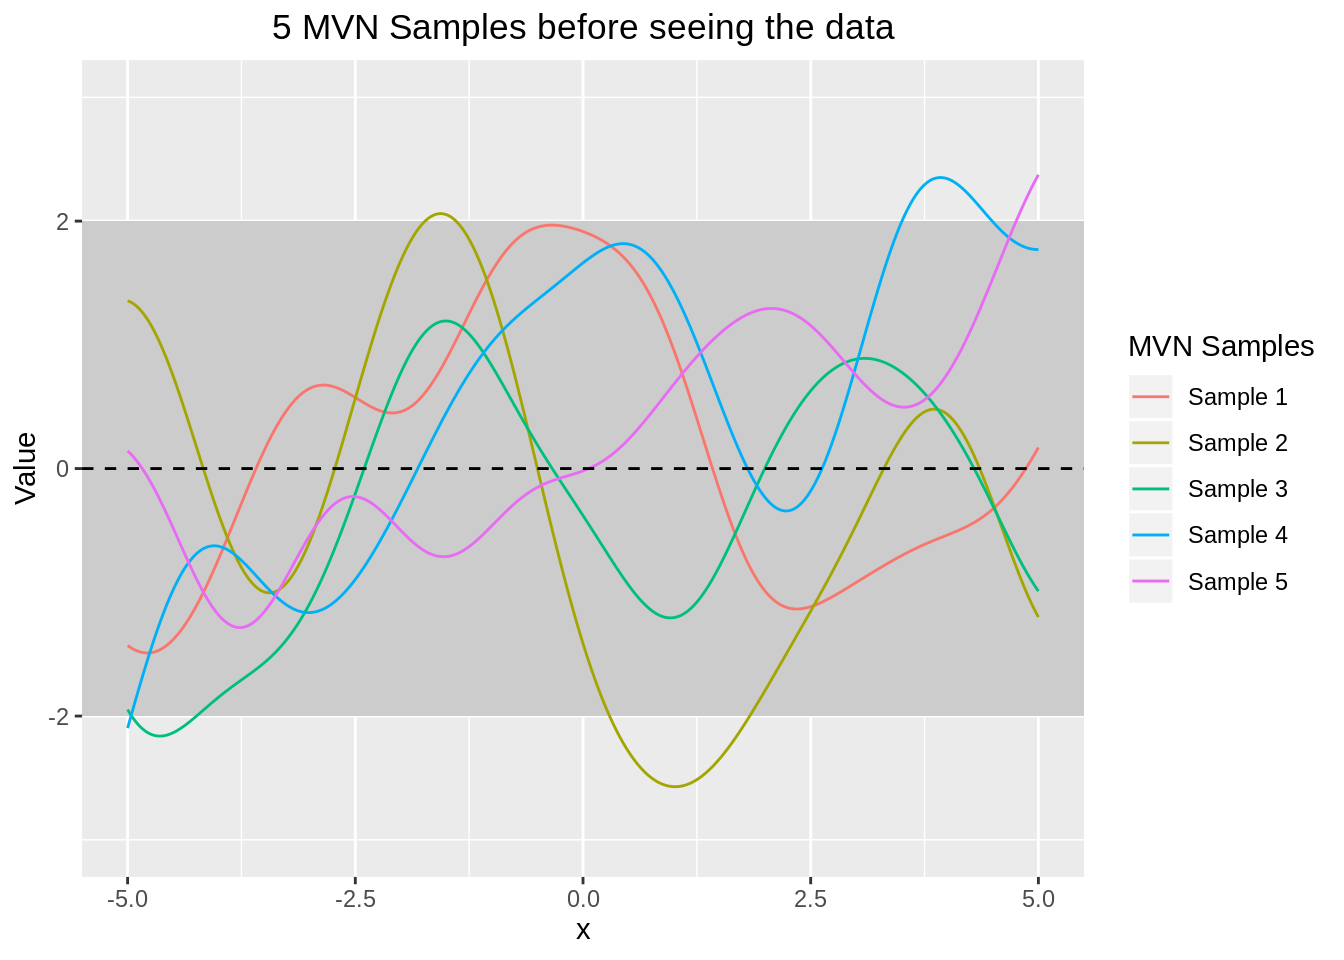 5 MVN Samples before seeing the data
Value
2
0
-2
-5.0
-2.5
0.0
2.5
5.0
x
MVN Samples
Sample 1
Sample 2
Sample 3
Sample 4
Sample 5